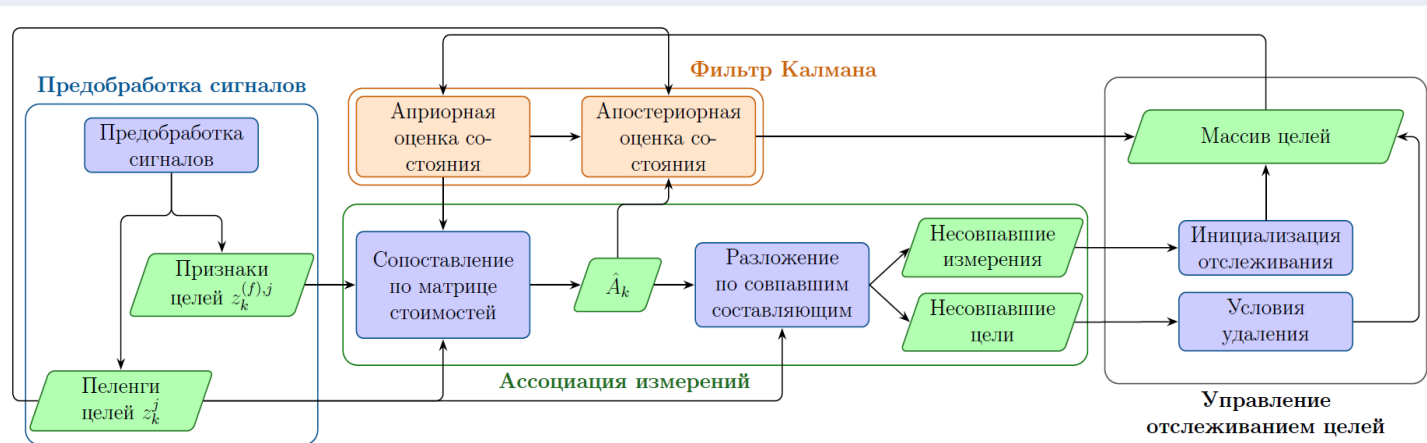 Предобработка сигналов
Предобработка
сигналов
Признаки
целей $z_k^{(f),j}$
Пеленги
целей $z_k^j$
Фильтр Калмана
Априорная
оценка со-
стояния
Апостериорная
оценка со-
стояния
Сопоставление
по матрице
стоимостей
$\hat{A}_k$
Разложение
по совпавшим
составляющим
Несовпавшие
измерения
Несовпавшие
цели
Ассоциация измерений
Массив целей
Инициализация
отслеживания
Условия
удаления
Управление
отслеживанием целей